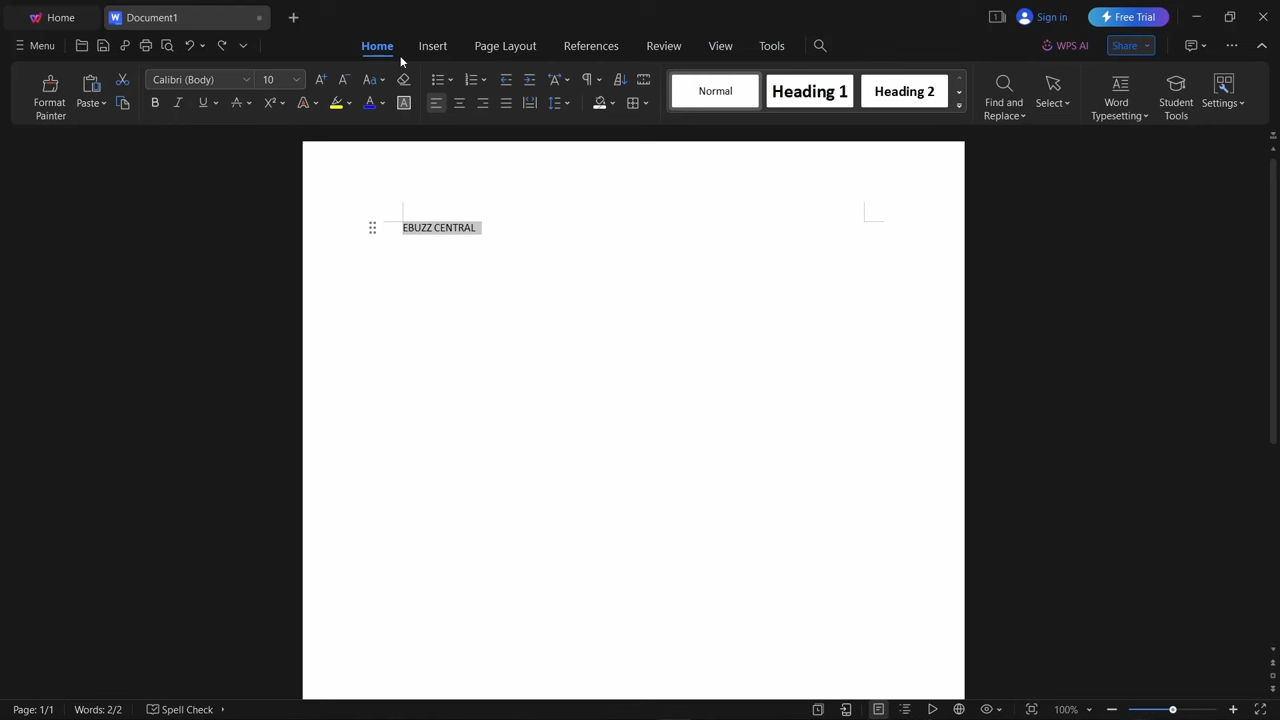 Home
Document1
Sign in
Free Trial
Menu
Home
Insert
Page Layout
References
Review
View
Tools
WPS AI
Share
Format Painter
Paste
Calibri (Body)
10
Normal
Heading 1
Heading 2
Find and Replace
Select
Word Typesetting
Student Tools
Settings
EBUZZ CENTRAL
Page: 1/1
Words: 2/2
Spell Check
100%